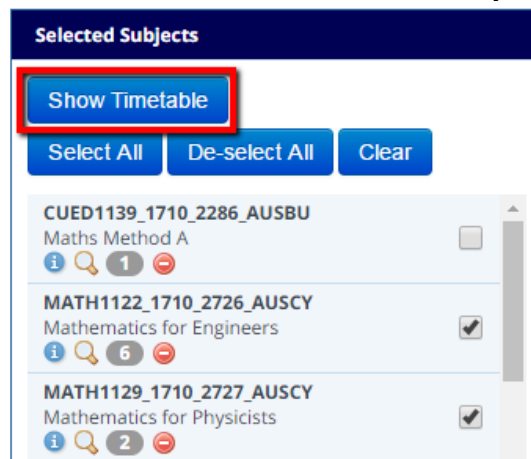 Selected Subjects
Show Timetable
Select All De-select All Clear
CUED1139_1710_2286_AUSBU
Maths Method A
1
MATH1122_1710_2726_AUSCY
Mathematics for Engineers
6
MATH1129_1710_2727_AUSCY
Mathematics for Physicists
2